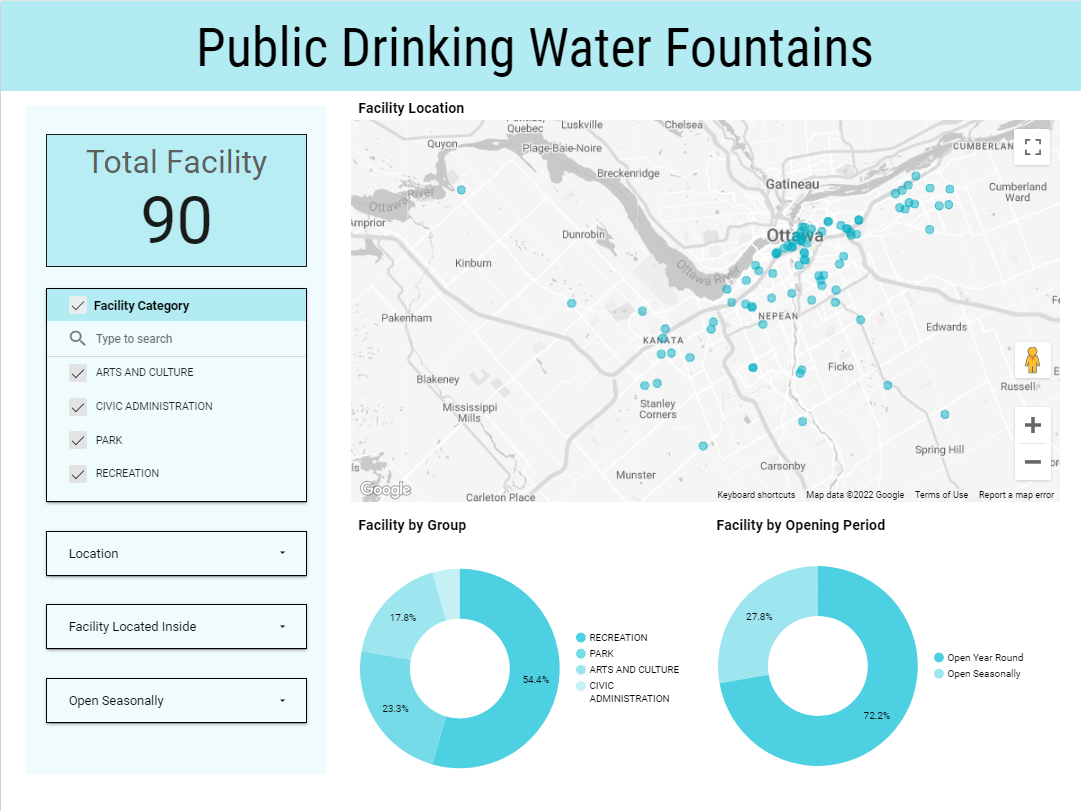 Public Drinking Water Fountains
Total Facility
90
Facility Category
Type to search
ARTS AND CULTURE
CIVIC ADMINISTRATION
PARK
RECREATION
Location
Facility Located Inside
Open Seasonally
Facility Location
Quebec
Luskville
Chelsea
Quyon
Plage-Baie-Noire
CUMBERLAN
Breckenridge
Gatineau
Cumberland
Ward
Ottawa River
Arnprior
Dunrobin
Ottawa
Kinburn
Ottawa River
Pakenham
NEPEAN
Edwards
KANATA
Ficko
Blakeney
Russell
Mississippi
Mills
Stanley
Corners
Spring Hill
Carsonby
Munster
Google
Carleton Place
Keyboard shortcuts
Map data ©2022 Google
Terms of Use
Report a map error
Facility by Group
17.8%
54.4%
23.3%
RECREATION
PARK
ARTS AND CULTURE
CIVIC
ADMINISTRATION
Facility by Opening Period
27.8%
72.2%
Open Year Round
Open Seasonally